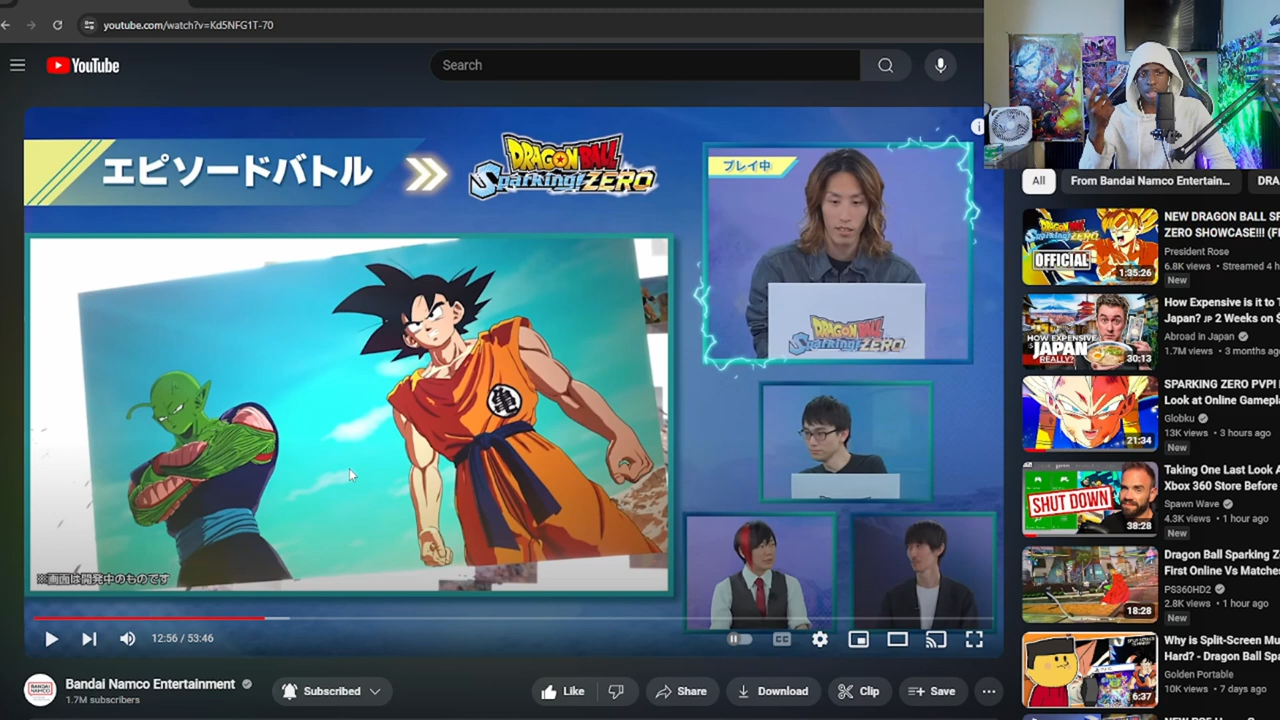 youtube.com/watch?v=Kd5NFG1T-70
YouTube
Search
エピソードバトル
DRAGON BALL
Sparking! ZERO
プレイ中
DRAGON BALL
Sparking! ZERO
※画面は開発中のものです
12:56 / 53:46
CC
Bandai Namco Entertainment
1.7M subscribers
Subscribed
Like
Share
Download
Clip
Save
All
From Bandai Namco Entertain...
DRA
OFFICIAL
1:35:26
NEW DRAGON BALL SP
ZERO SHOWCASE!!! (F
President Rose
6.8K views • Streamed 4 h
New
HOW EXPENSIVE
IS JAPAN
REALLY?
30:13
How Expensive is it to T
Japan? JP 2 Weeks on S
Abroad in Japan
1.7M views • 3 months ag
21:34
SPARKING ZERO PVP!
Look at Online Gamepla
Globku
13K views • 3 hours ago
New
SHUT DOWN
38:28
Taking One Last Look A
Xbox 360 Store Before
Spawn Wave
4.3K views • 1 hour ago
New
18:28
Dragon Ball Sparking Z
First Online Vs Matches
PS360HD2
2.8K views • 1 hour ago
New
6:37
Why is Split-Screen Mu
Hard? - Dragon Ball Spa
Golden Portable
10K views • 7 days ago